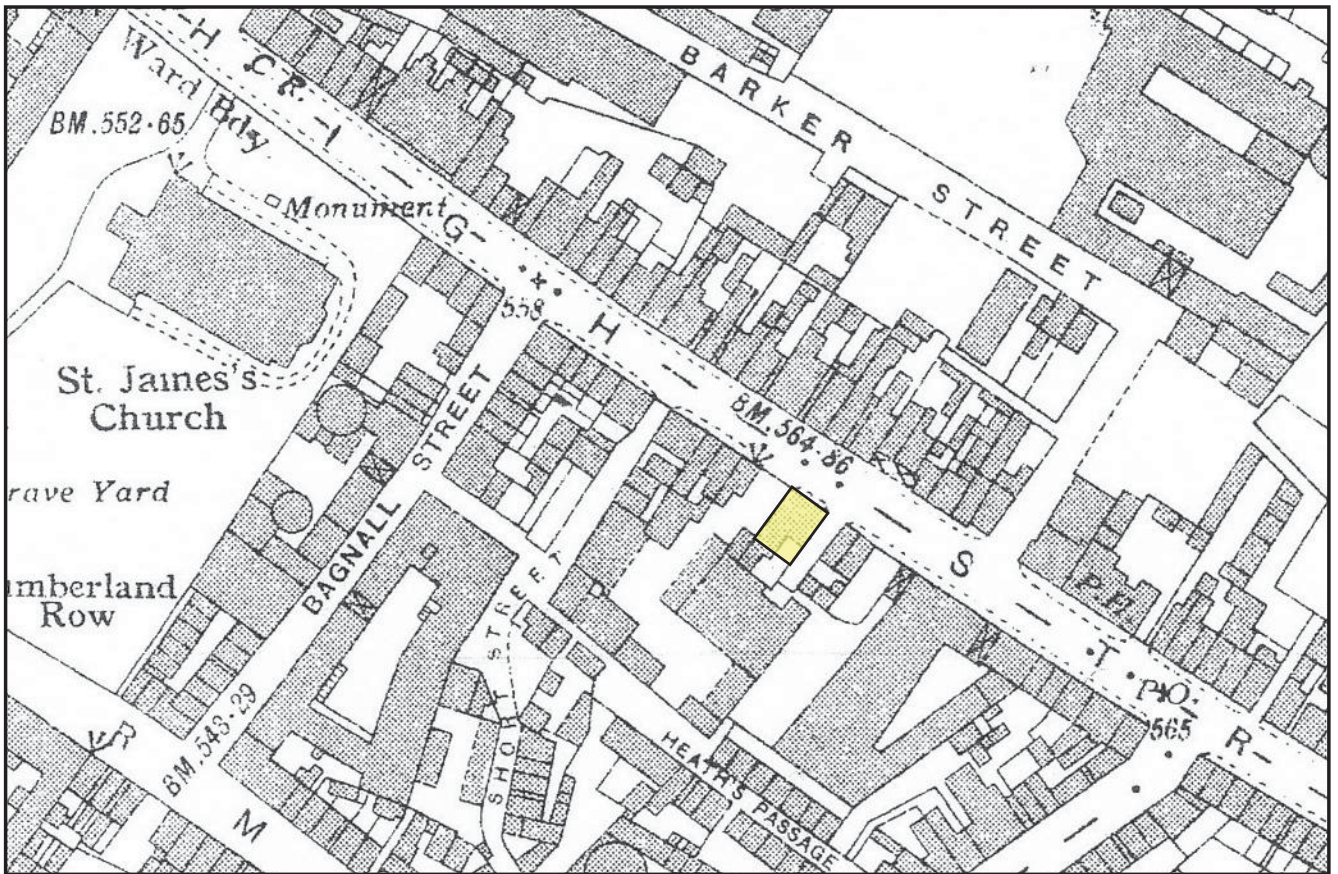 H I G H S T R
C.R.
Ward Bdy.
BM.552·65
Monument
BARKER STREET
558
St. James's
Church
BM.564·86
rave Yard
BAGNALL STREET
umberland
Row
SHORT STREET
P.H.
P.O.
565
BM.543·29
HEATH'S PASSAGE
R
M